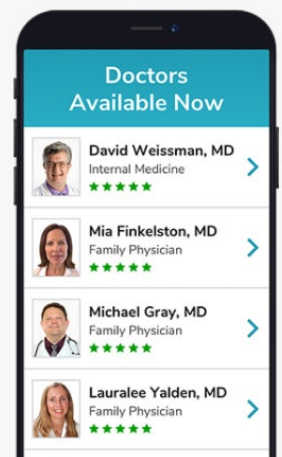 Doctors
Available Now
David Weissman, MD
Internal Medicine
Mia Finkelston, MD
Family Physician
Michael Gray, MD
Family Physician
Lauralee Yalden, MD
Family Physician